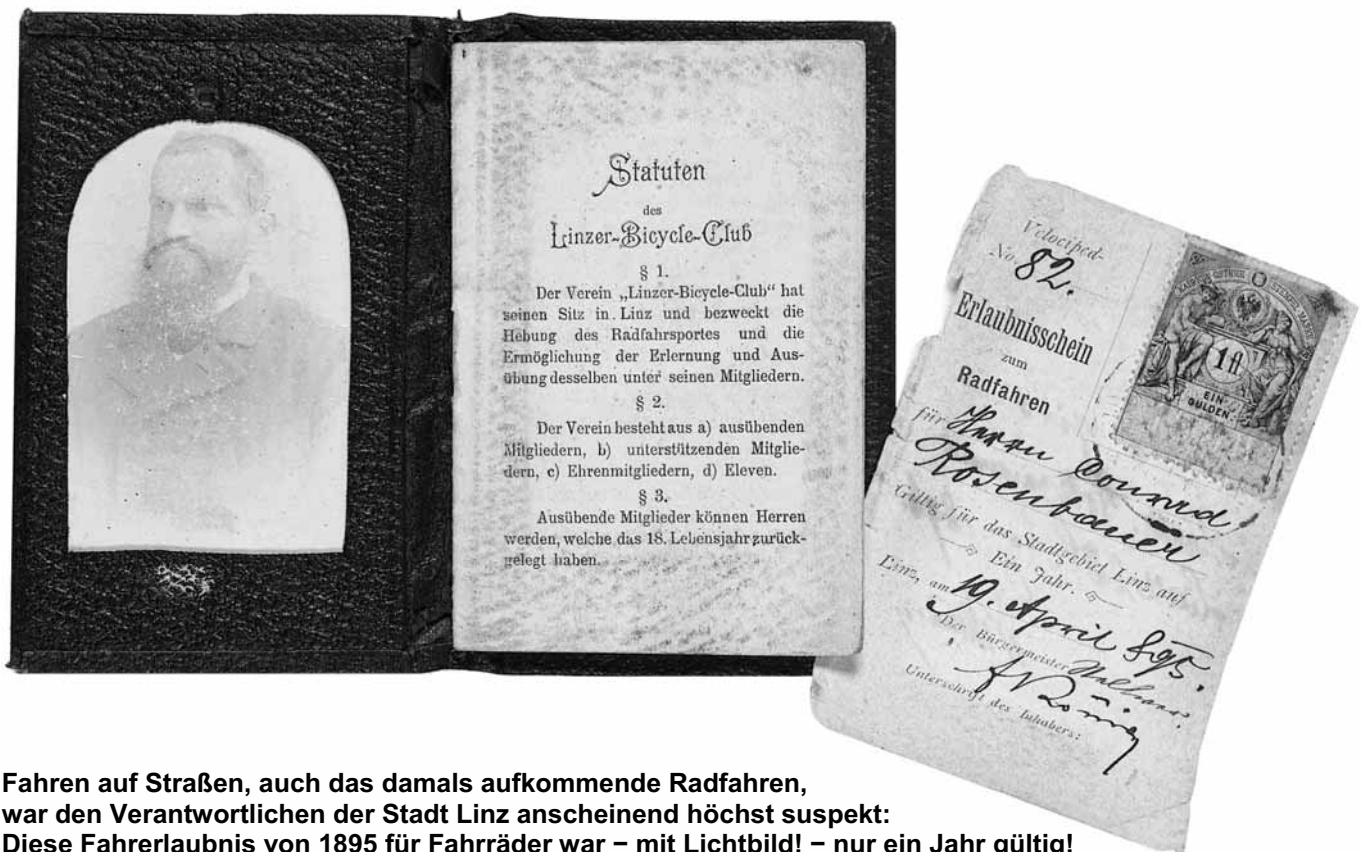 Statuten
des
Linzer-Bicycle-Club
§ 1.
Der Verein „Linzer-Bicycle-Club“ hat
seinen Sitz in Linz und bezweckt die
Hebung des Radfahrsportes und die
Ermöglichung der Erlernung und Aus-
übung desselben unter seinen Mitgliedern.
§ 2.
Der Verein besteht aus a) ausübenden
Mitgliedern, b) unterstützenden Mitglie-
dern, c) Ehrenmitgliedern, d) Eleven.
§ 3.
Ausübende Mitglieder können Herren
werden, welche das 18. Lebensjahr zurück-
gelegt haben.
Velociped-
No. 82.
Erlaubnisschein
zum
Radfahren
für Herrn Conrad
Rosenbauer
Giltig für das Stadtgebiet Linz auf
Ein Jahr.
Linz, am 19. April 895.
Der Bürgermeister
Unterschrift des Inhabers:
1 fl
EIN
GULDEN
Fahren auf Straßen, auch das damals aufkommende Radfahren,
war den Verantwortlichen der Stadt Linz anscheinend höchst suspekt:
Diese Fahrerlaubnis von 1895 für Fahrräder war − mit Lichtbild! − nur ein Jahr gültig!